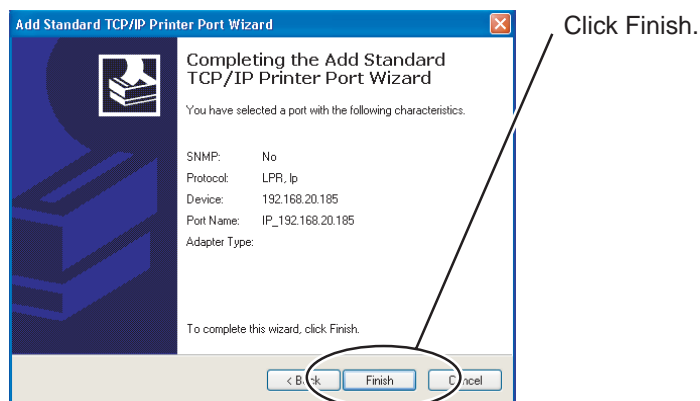 Add Standard TCP/IP Printer Port Wizard
Click Finish.
Completing the Add Standard
TCP/IP Printer Port Wizard
You have selected a port with the following characteristics.
SNMP: No
Protocol: LPR, lp
Device: 192.168.20.185
Port Name: IP_192.168.20.185
Adapter Type:
To complete this wizard, click Finish.
< Back Finish Cancel